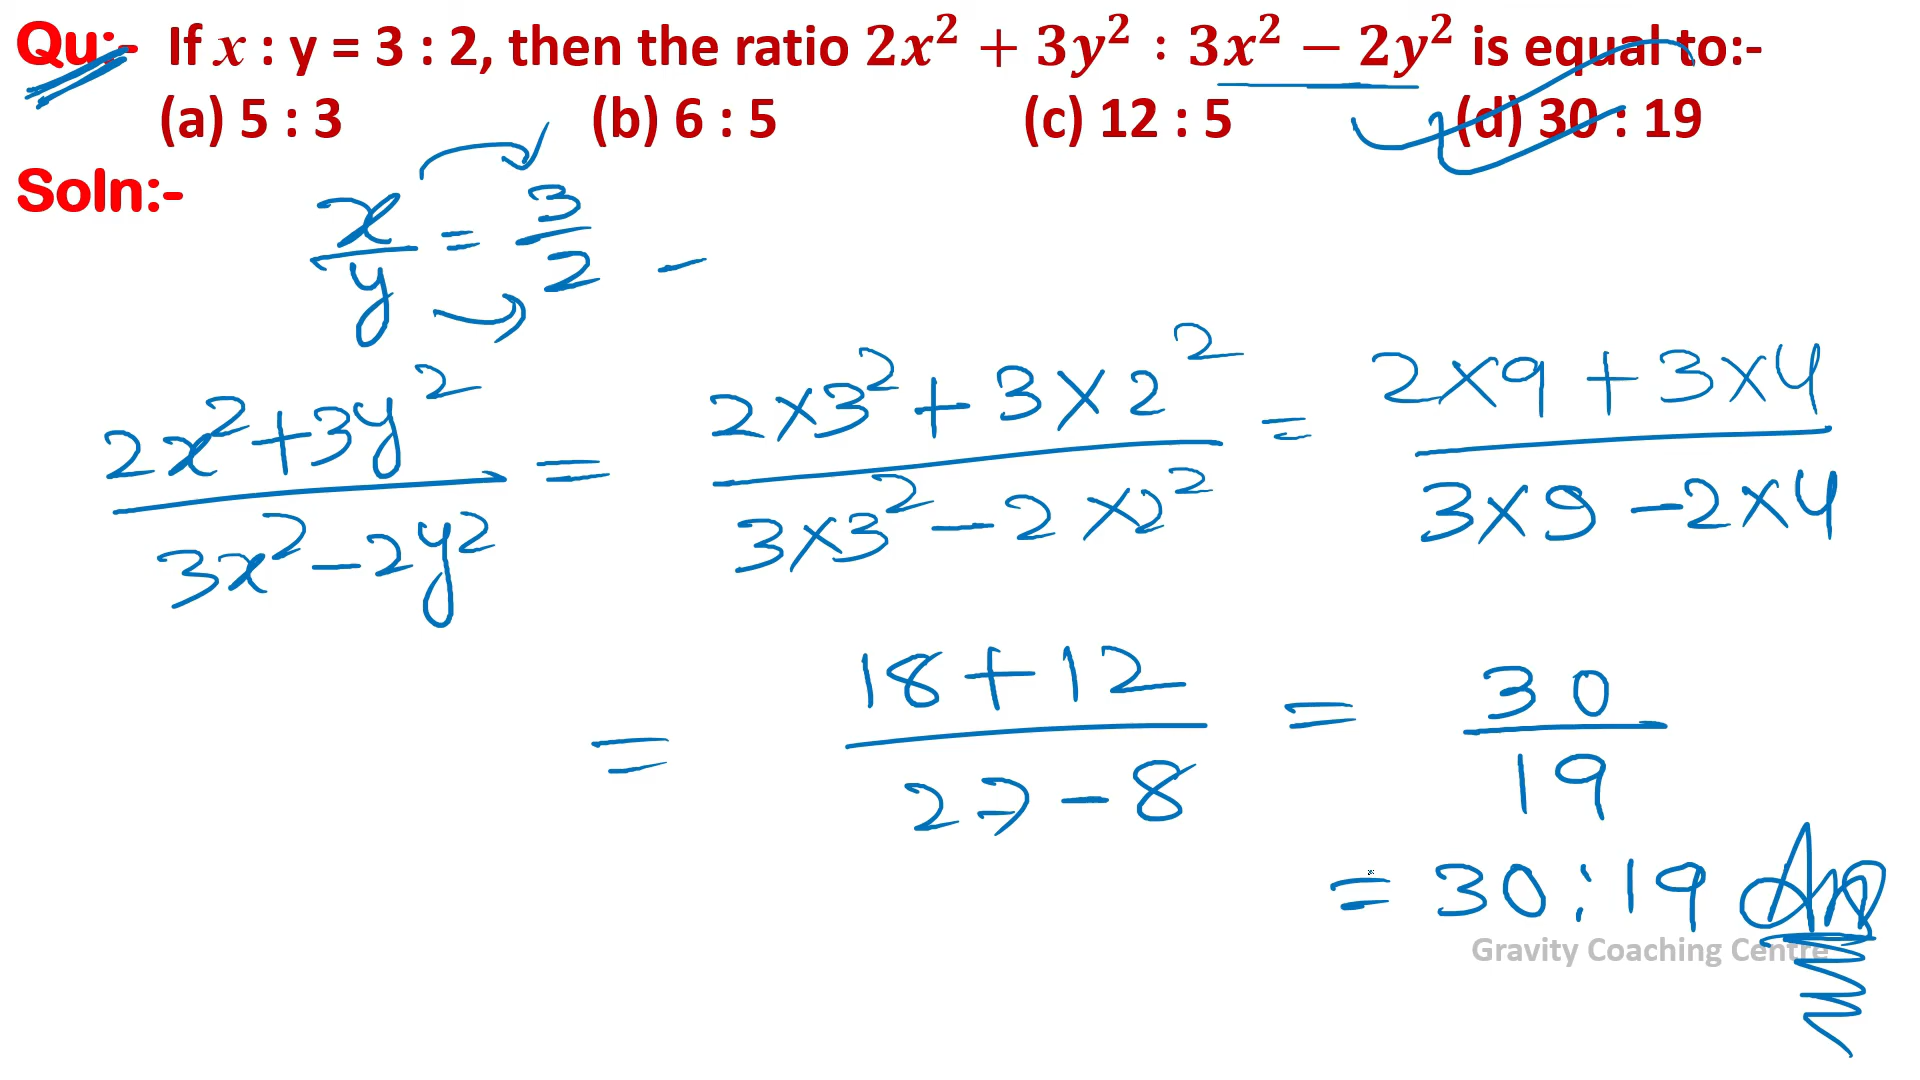 Qu:- If x : y = 3 : 2, then the ratio 2x² + 3y² : 3x² − 2y² is equal to:-
(a) 5 : 3 (b) 6 : 5 (c) 12 : 5 (d) 30 : 19
Soln:-
x/y = 3/2 −
(2x²+3y²)/(3x²−2y²) = (2×3²+3×2²)/(3×3²−2×2²) = (2×9+3×4)/(3×9−2×4)
= (18+12)/(27−8) = 30/19
= 30:19 Ans
Gravity Coaching Centre